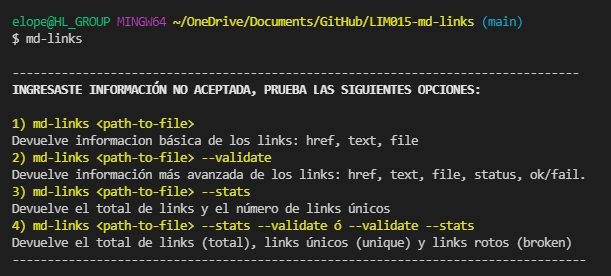 elope@HL_GROUP MINGW64 ~/OneDrive/Documents/GitHub/LIM015-md-links (main)
$ md-links
---------------------------------------------------------------------------------
INGRESASTE INFORMACIÓN NO ACEPTADA, PRUEBA LAS SIGUIENTES OPCIONES:
1) md-links <path-to-file>
Devuelve informacion básica de los links: href, text, file
2) md-links <path-to-file> --validate
Devuelve información más avanzada de los links: href, text, file, status, ok/fail.
3) md-links <path-to-file> --stats
Devuelve el total de links y el número de links únicos
4) md-links <path-to-file> --stats --validate ó --validate --stats
Devuelve el total de links (total), links únicos (unique) y links rotos (broken)
----------------------------------------------------------------------------------